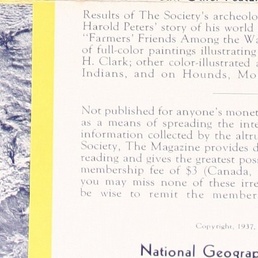 Results of The Society's archeolo
Harold Peters' story of his world
"Farmers' Friends Among the Wa
of full-color paintings illustrating
H. Clark; other color-illustrated a
Indians, and on Hounds, Mo
Not published for anyone's monet
as a means of spreading the inte
information collected by the altru
Society, The Magazine provides d
reading and gives the greatest poss
membership fee of $3 (Canada,
you may miss none of these irre
be wise to remit the member
Copyright, 1937,
National Geograp